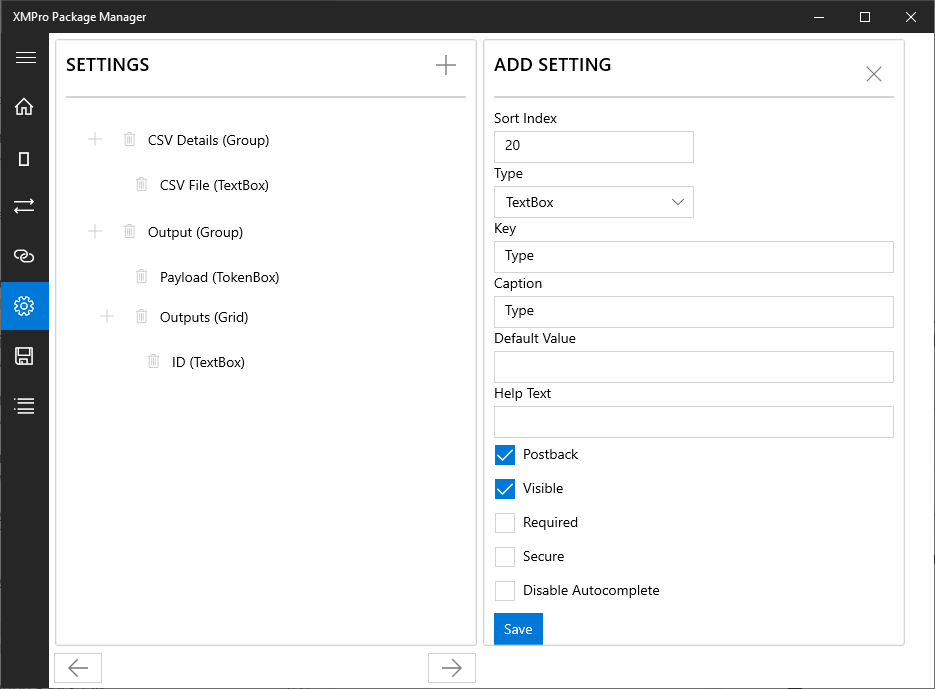 XMPro Package Manager
SETTINGS
CSV Details (Group)
CSV File (TextBox)
Output (Group)
Payload (TokenBox)
Outputs (Grid)
ID (TextBox)
ADD SETTING
Sort Index
20
Type
TextBox
Key
Type
Caption
Type
Default Value
Help Text
Postback
Visible
Required
Secure
Disable Autocomplete
Save